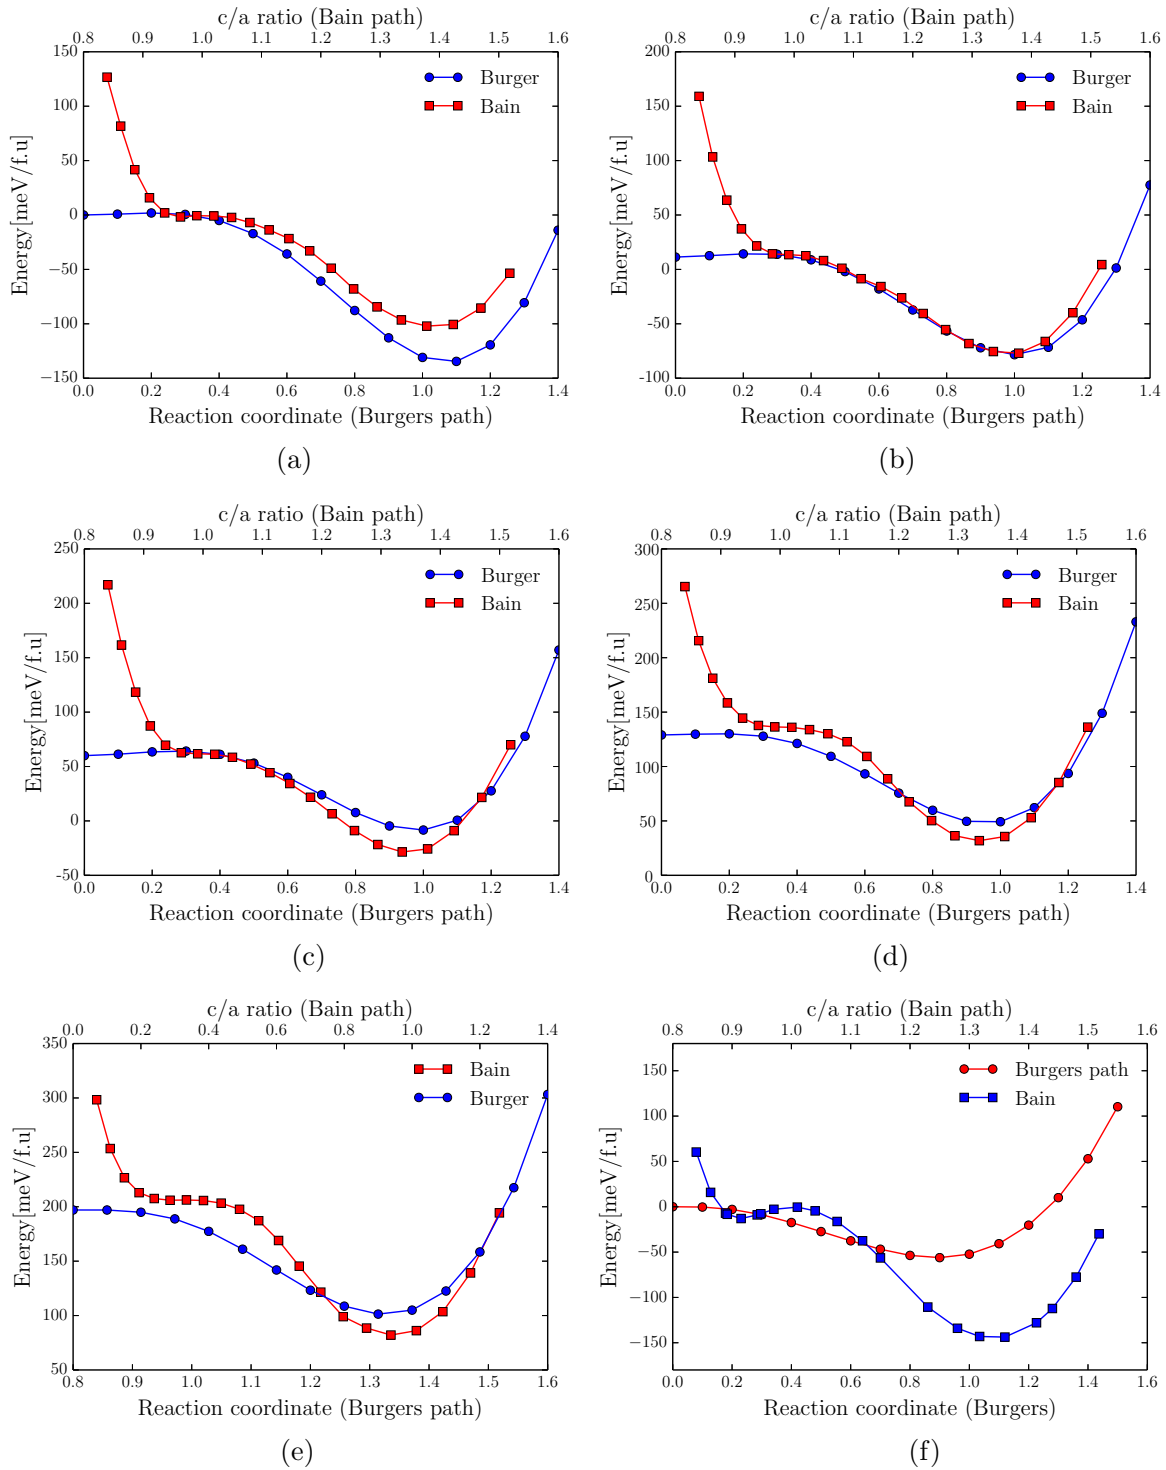 c/a ratio (Bain path)
0.8 0.9 1.0 1.1 1.2 1.3 1.4 1.5 1.6
150
100
50
0
−50
−100
−150
Energy[meV/f.u]
Burger
Bain
0.0 0.2 0.4 0.6 0.8 1.0 1.2 1.4
Reaction coordinate (Burgers path)
(a)
c/a ratio (Bain path)
0.8 0.9 1.0 1.1 1.2 1.3 1.4 1.5 1.6
200
150
100
50
0
-50
-100
Energy[meV/f.u]
Burger
Bain
0.0 0.2 0.4 0.6 0.8 1.0 1.2 1.4
Reaction coordinate (Burgers path)
(b)
c/a ratio (Bain path)
0.8 0.9 1.0 1.1 1.2 1.3 1.4 1.5 1.6
250
200
150
100
50
0
-50
Energy[meV/f.u]
Burger
Bain
0.0 0.2 0.4 0.6 0.8 1.0 1.2 1.4
Reaction coordinate (Burgers path)
(c)
c/a ratio (Bain path)
0.8 0.9 1.0 1.1 1.2 1.3 1.4 1.5 1.6
300
250
200
150
100
50
0
Energy[meV/f.u]
Burger
Bain
0.0 0.2 0.4 0.6 0.8 1.0 1.2 1.4
Reaction coordinate (Burgers path)
(d)
c/a ratio (Bain path)
0.0 0.2 0.4 0.6 0.8 1.0 1.2 1.4
350
300
250
200
150
100
50
Energy[meV/f.u]
Bain
Burger
0.8 0.9 1.0 1.1 1.2 1.3 1.4 1.5 1.6
Reaction coordinate (Burgers path)
(e)
c/a ratio (Bain path)
0.8 0.9 1.0 1.1 1.2 1.3 1.4 1.5 1.6
150
100
50
0
−50
−100
−150
Energy[meV/f.u]
Burgers path
Bain
0.0 0.2 0.4 0.6 0.8 1.0 1.2 1.4 1.6
Reaction coordinate (Burgers)
(f)